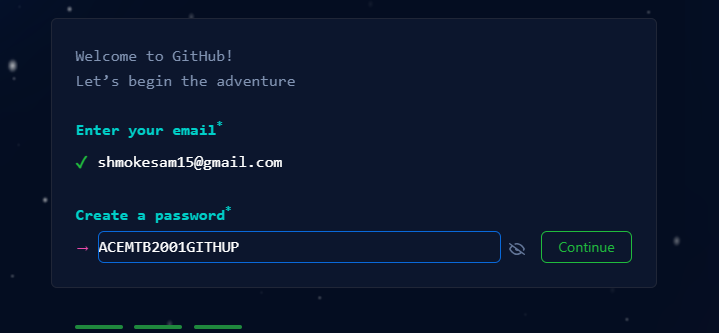 Welcome to GitHub!
Let’s begin the adventure
Enter your email*
✓ shmokesam15@gmail.com
Create a password*
→ ACEMTB2001GITHUP
Continue